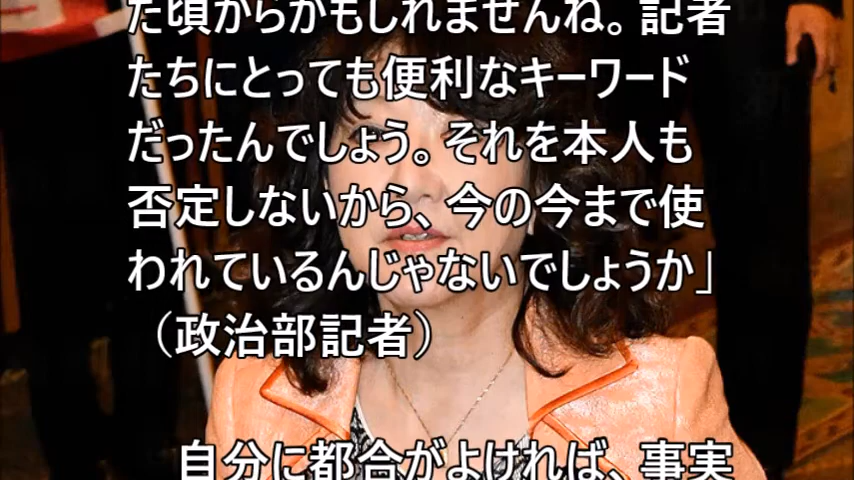 た頃からかもしれませんね。記者
たちにとっても便利なキーワード
だったんでしょう。それを本人も
否定しないから、今の今まで使
われているんじゃないでしょうか」
（政治部記者）
自分に都合がよければ、事実